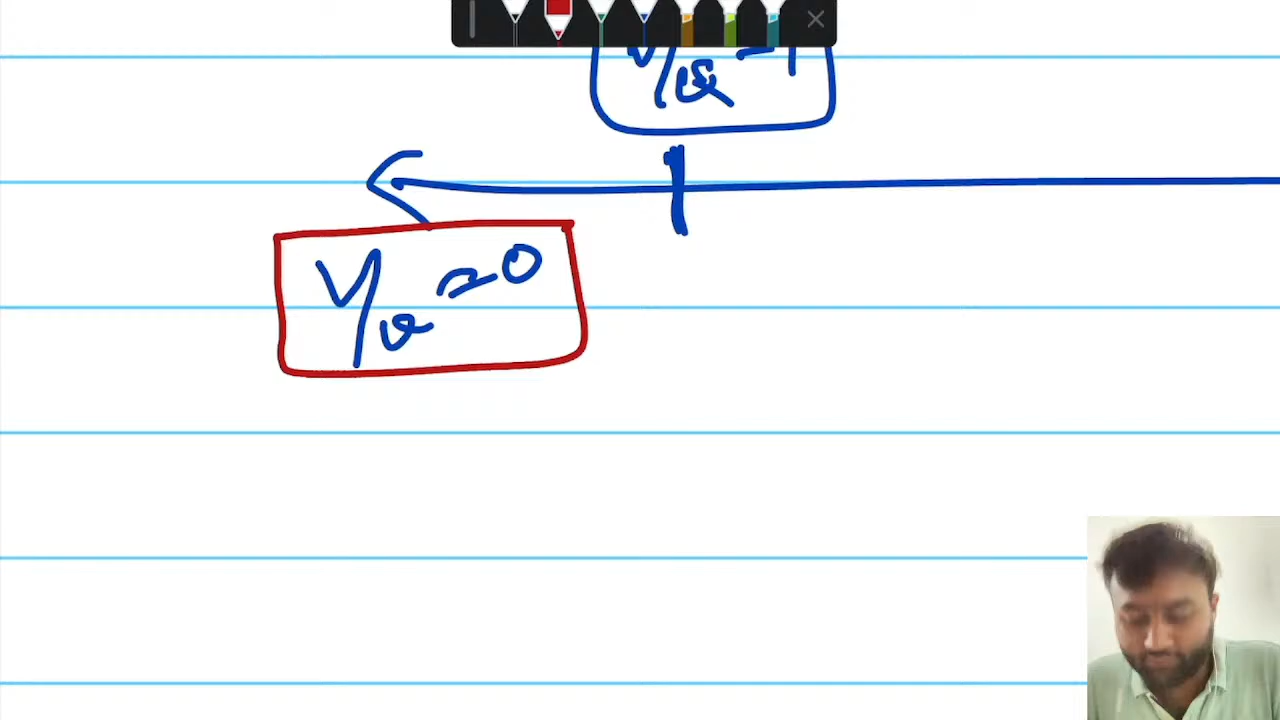 V/Q = 1
V/Q ≈ 0